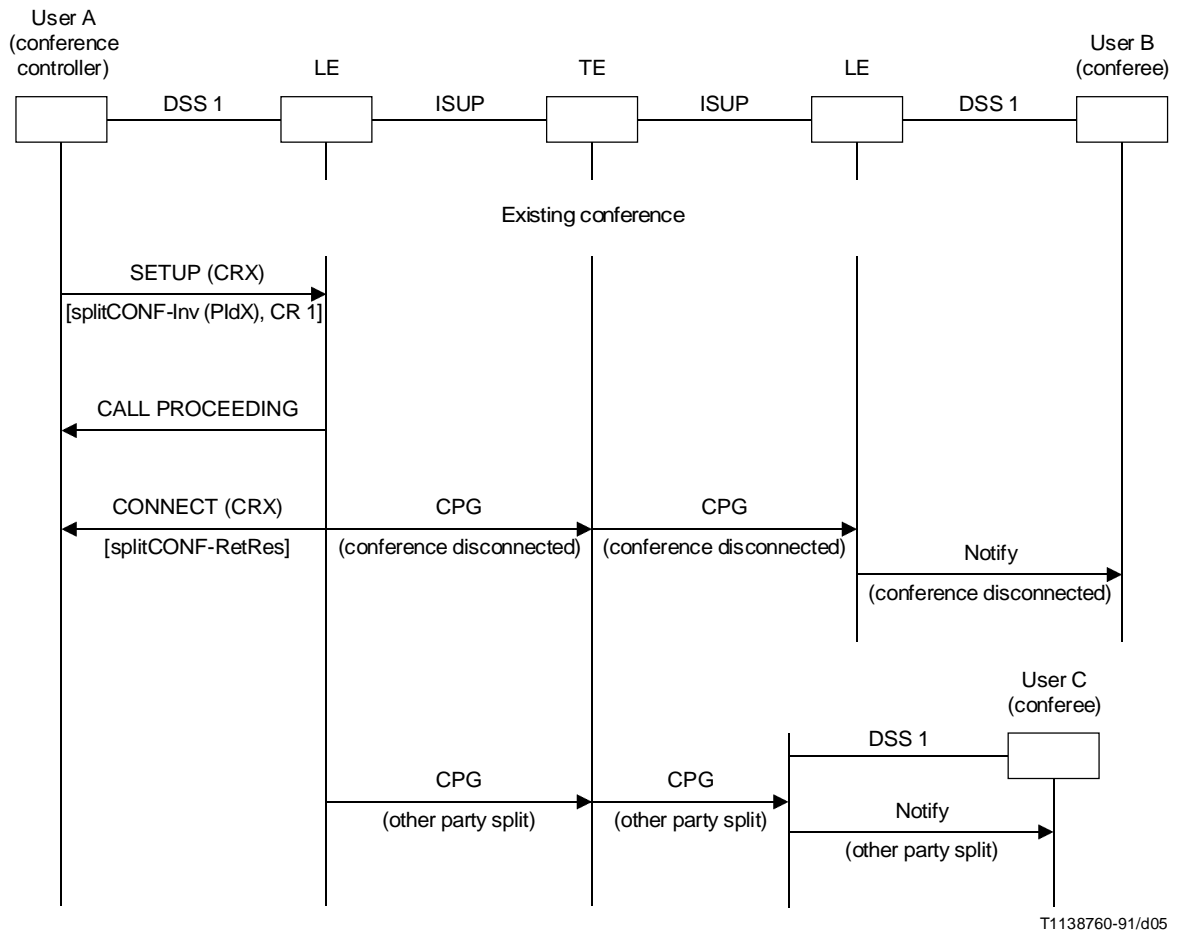 User A
(conference
controller)
LE
TE
LE
User B
(conferee)
DSS 1
ISUP
ISUP
DSS 1
Existing conference
SETUP (CRX)
[splitCONF-Inv (PIdX), CR 1]
CALL PROCEEDING
CONNECT (CRX)
[splitCONF-RetRes]
CPG
(conference disconnected)
CPG
(conference disconnected)
Notify
(conference disconnected)
User C
(conferee)
DSS 1
CPG
(other party split)
CPG
(other party split)
Notify
(other party split)
T1138760-91/d05